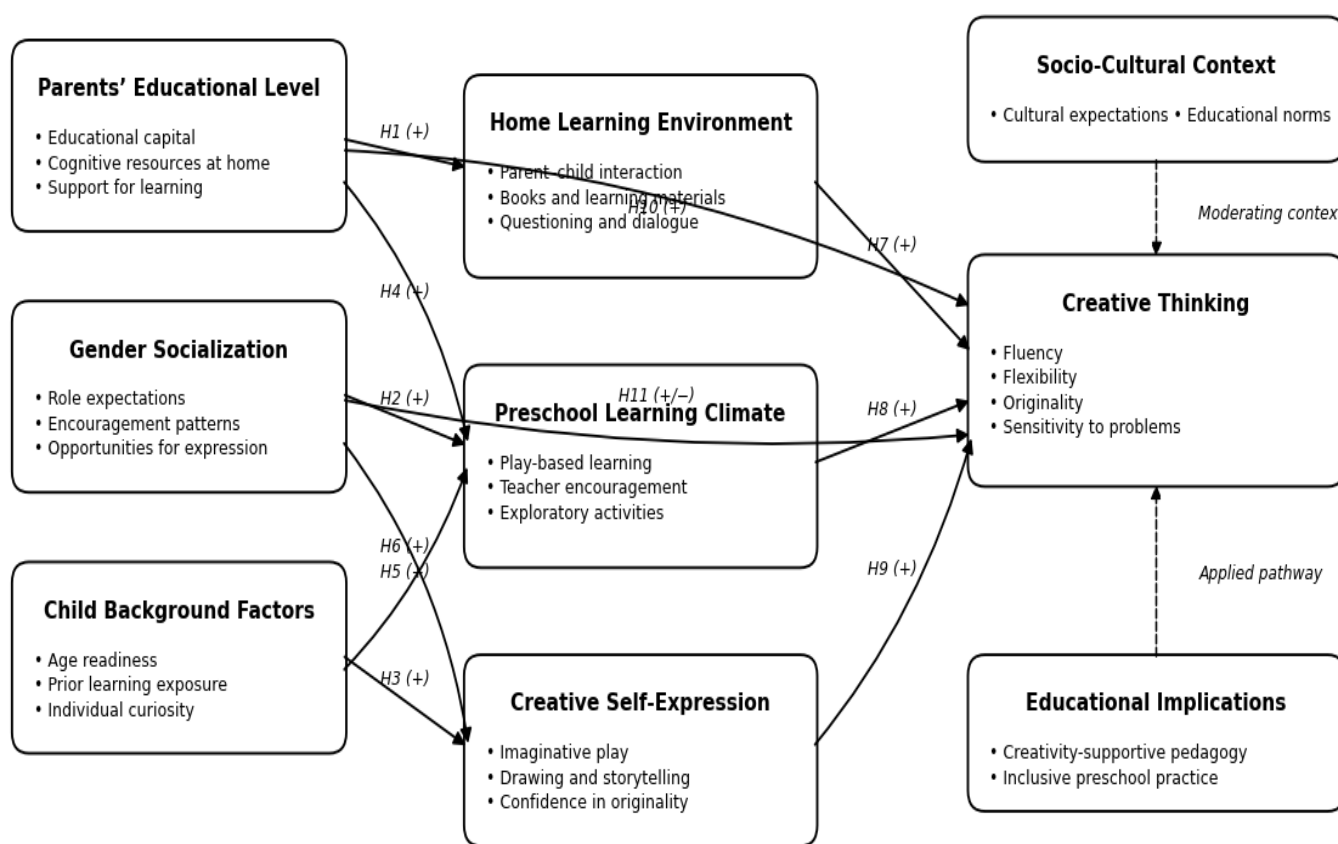 Parents’ Educational Level
• Educational capital
• Cognitive resources at home
• Support for learning
Gender Socialization
• Role expectations
• Encouragement patterns
• Opportunities for expression
Child Background Factors
• Age readiness
• Prior learning exposure
• Individual curiosity
H1 (+)
H4 (+)
H2 (+)
H6 (+)
H5 (+)
H3 (+)
Home Learning Environment
• Parent–child interaction
• Books and learning materials
H10 (+)
• Questioning and dialogue
H11 (+/−)
Preschool Learning Climate
• Play-based learning
• Teacher encouragement
• Exploratory activities
Creative Self-Expression
• Imaginative play
• Drawing and storytelling
• Confidence in originality
H7 (+)
H8 (+)
H9 (+)
Socio-Cultural Context
• Cultural expectations • Educational norms
Moderating contex
Creative Thinking
• Fluency
• Flexibility
• Originality
• Sensitivity to problems
Applied pathway
Educational Implications
• Creativity-supportive pedagogy
• Inclusive preschool practice